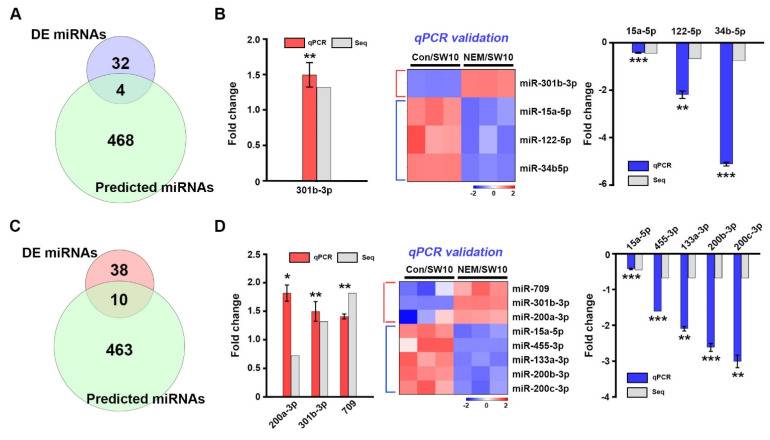 A
DE miRNAs
32
4
468
Predicted miRNAs
B
Fold change
2.0
1.5
1.0
0.5
0
**
qPCR
Seq
301b-3p
qPCR validation
Con/SW10
NEM/SW10
miR-301b-3p
miR-15a-5p
miR-122-5p
miR-34b5p
-2
0
2
15a-5p
122-5p
34b-5p
Fold change
0
-2
-4
-6
***
**
***
qPCR
Seq
C
DE miRNAs
38
10
463
Predicted miRNAs
D
Fold change
2.5
2.0
1.5
1.0
0.5
0
qPCR
Seq
*
**
**
200a-3p
301b-3p
709
qPCR validation
Con/SW10
NEM/SW10
miR-709
miR-301b-3p
miR-200a-3p
miR-15a-5p
miR-455-3p
miR-133a-3p
miR-200b-3p
miR-200c-3p
-2
0
2
15a-5p
455-3p
133a-3p
200b-3p
200c-3p
Fold change
0
-1
-2
-3
-4
***
***
**
***
**
qPCR
Seq